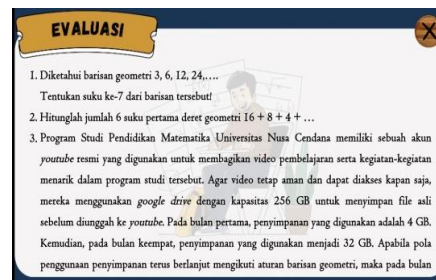 EVALUASI
X
1. Diketahui barisan geometri 3, 6, 12, 24,....
Tentukan suku ke-7 dari barisan tersebut!
2. Hitunglah jumlah 6 suku pertama deret geometri 16 + 8 + 4 + ...
3. Program Studi Pendidikan Matematika Universitas Nusa Cendana memiliki sebuah akun
youtube resmi yang digunakan untuk membagikan video pembelajaran serta kegiatan-kegiatan
menarik dalam program studi tersebut. Agar video tetap aman dan dapat diakses kapan saja,
mereka menggunakan google drive dengan kapasitas 256 GB untuk menyimpan file asli
sebelum diunggah ke youtube. Pada bulan pertama, penyimpanan yang digunakan adalah 4 GB.
Kemudian, pada bulan keempat, penyimpanan yang digunakan menjadi 32 GB. Apabila pola
penggunaan penyimpanan terus berlanjut mengikuti aturan barisan geometri, maka pada bulan